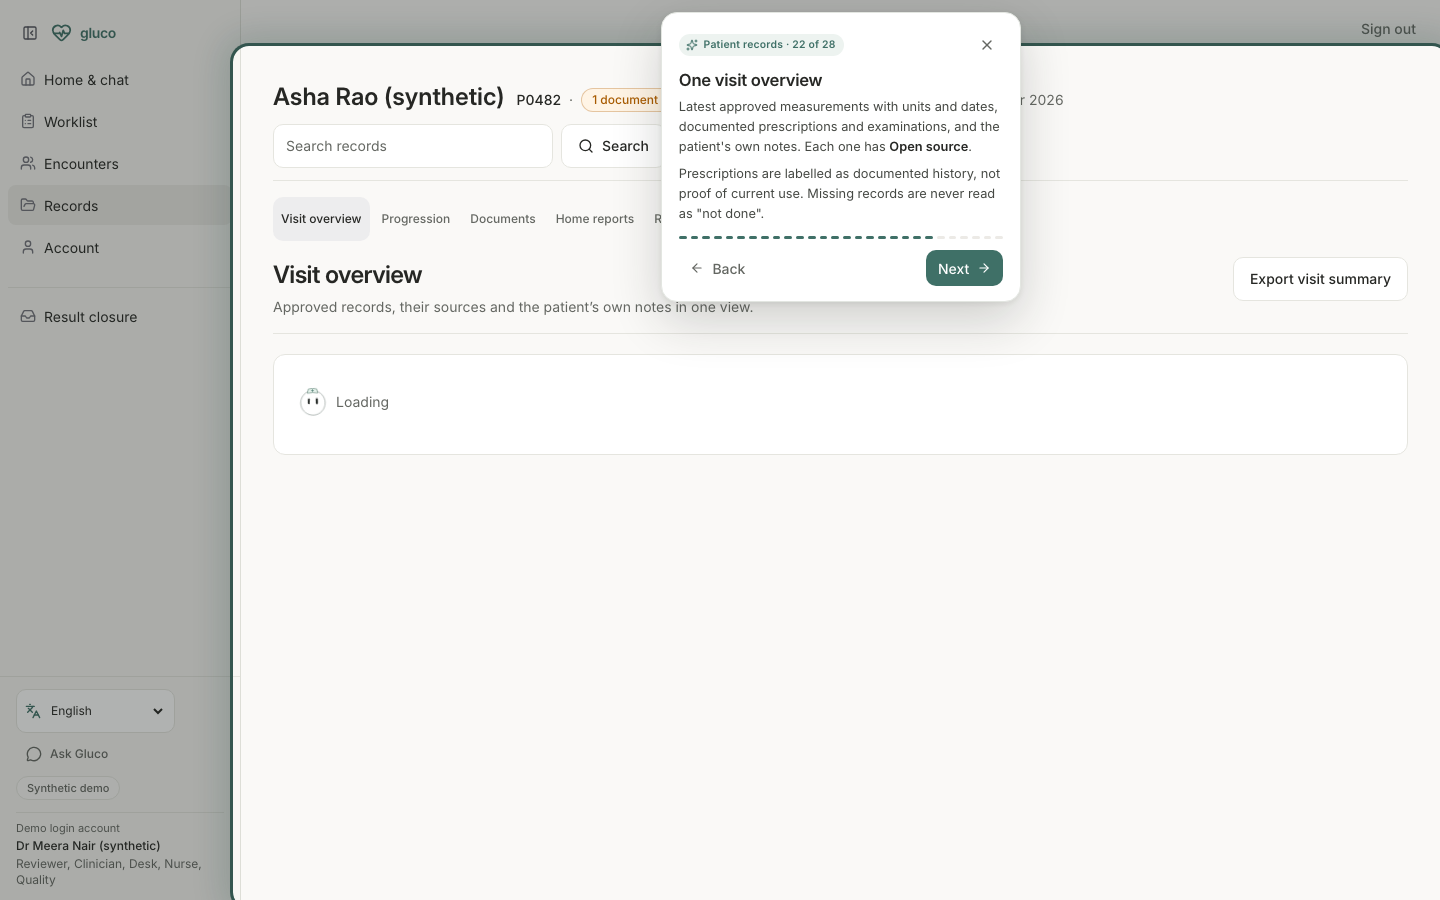 gluco
Sign out
Home & chat
Worklist
Encounters
Records
Account
Result closure
English
Ask Gluco
Synthetic demo
Demo login account
Dr Meera Nair (synthetic)
Reviewer, Clinician, Desk, Nurse,
Quality
Patient records · 22 of 28
One visit overview
Latest approved measurements with units and dates,
documented prescriptions and examinations, and the
patient's own notes. Each one has Open source.
Prescriptions are labelled as documented history, not
proof of current use. Missing records are never read
as "not done".
Back
Next
Asha Rao (synthetic) P0482 · 1 document
2026
Search records
Search
Visit overview Progression Documents Home reports
Visit overview
Export visit summary
Approved records, their sources and the patient’s own notes in one view.
Loading